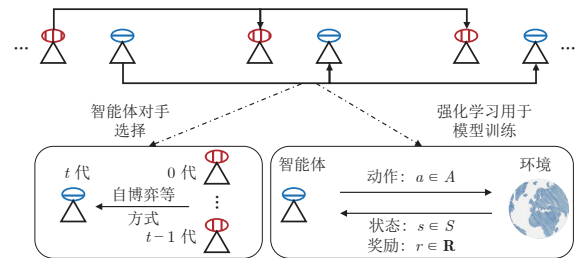 ...
...
智能体对手
选择
强化学习用于
模型训练
t 代
0 代
自博弈等
方式
⋮
t−1 代
智能体
环境
动作：a ∈ A
状态：s ∈ S
奖励：r ∈ R